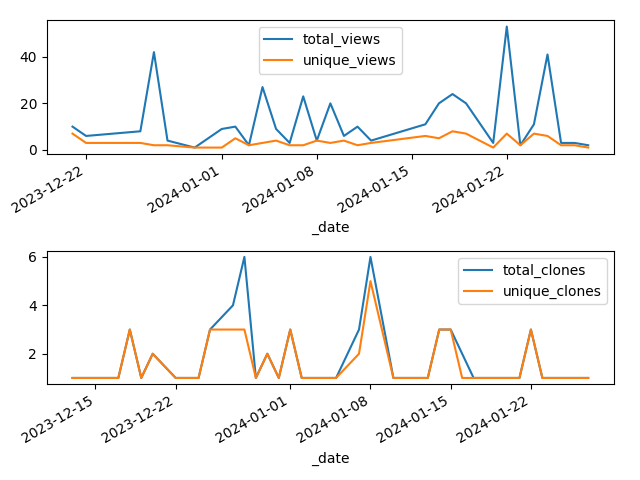 total_views
unique_views
40
20
0
2023-12-22
2024-01-01
2024-01-08
2024-01-15
2024-01-22
_date
6
4
2
total_clones
unique_clones
2023-12-15
2023-12-22
2024-01-01
2024-01-08
2024-01-15
2024-01-22
_date